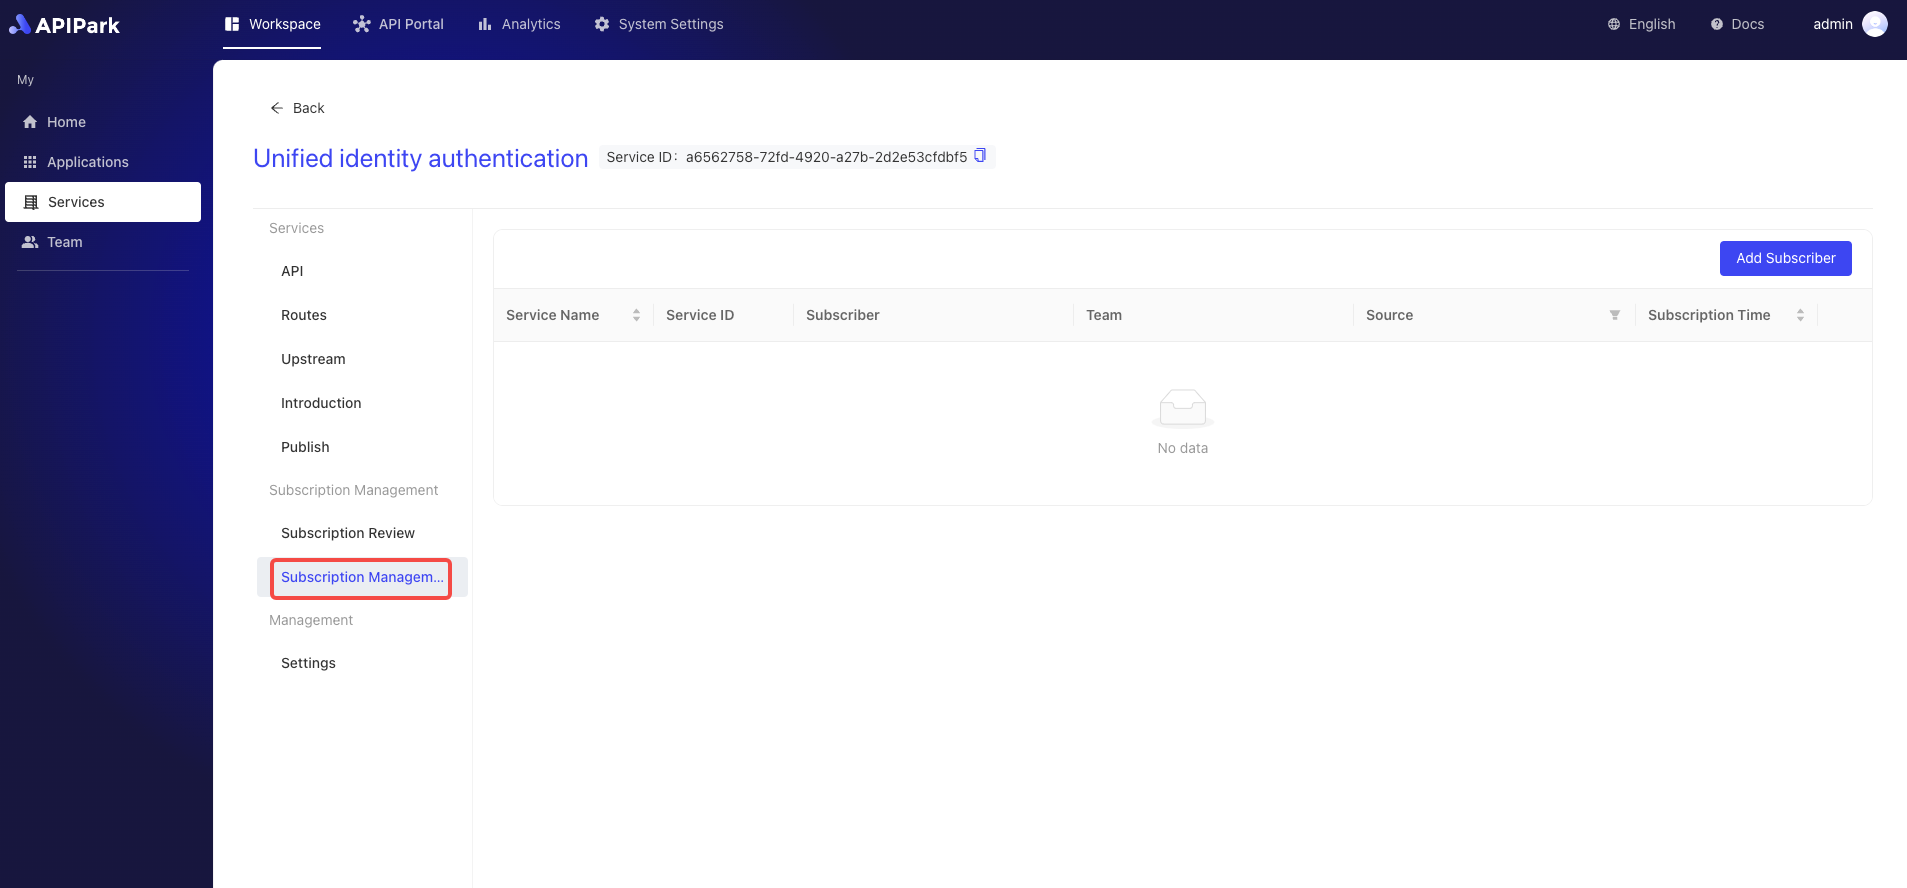 APIPark
Workspace
API Portal
Analytics
System Settings
English
Docs
admin
My
Home
Applications
Services
Team
Back
Unified identity authentication
Service ID: a6562758-72fd-4920-a27b-2d2e53cfdbf5
Services
API
Routes
Upstream
Introduction
Publish
Subscription Management
Subscription Review
Subscription Managem...
Management
Settings
Add Subscriber
Service Name
Service ID
Subscriber
Team
Source
Subscription Time
No data